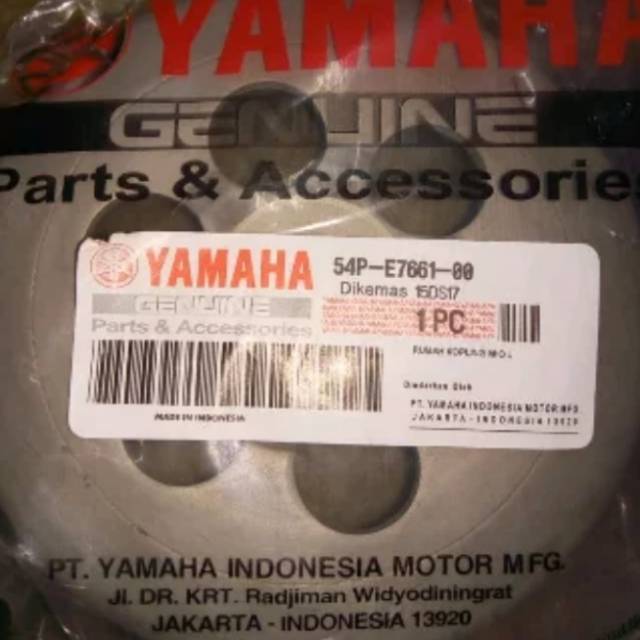 YAMAHA
GENUINE
Parts & Accessories
YAMAHA
GENUINE
Parts & Accessories
54P-E7661-00
Dikemas 15DS17
1 PC
MADE IN INDONESIA
PT. YAMAHA INDONESIA MOTOR MFG
JAKARTA - INDONESIA 13920
PT. YAMAHA INDONESIA MOTOR MFG.
Jl. DR. KRT. Radjiman Widyodiningrat
JAKARTA - INDONESIA 13920